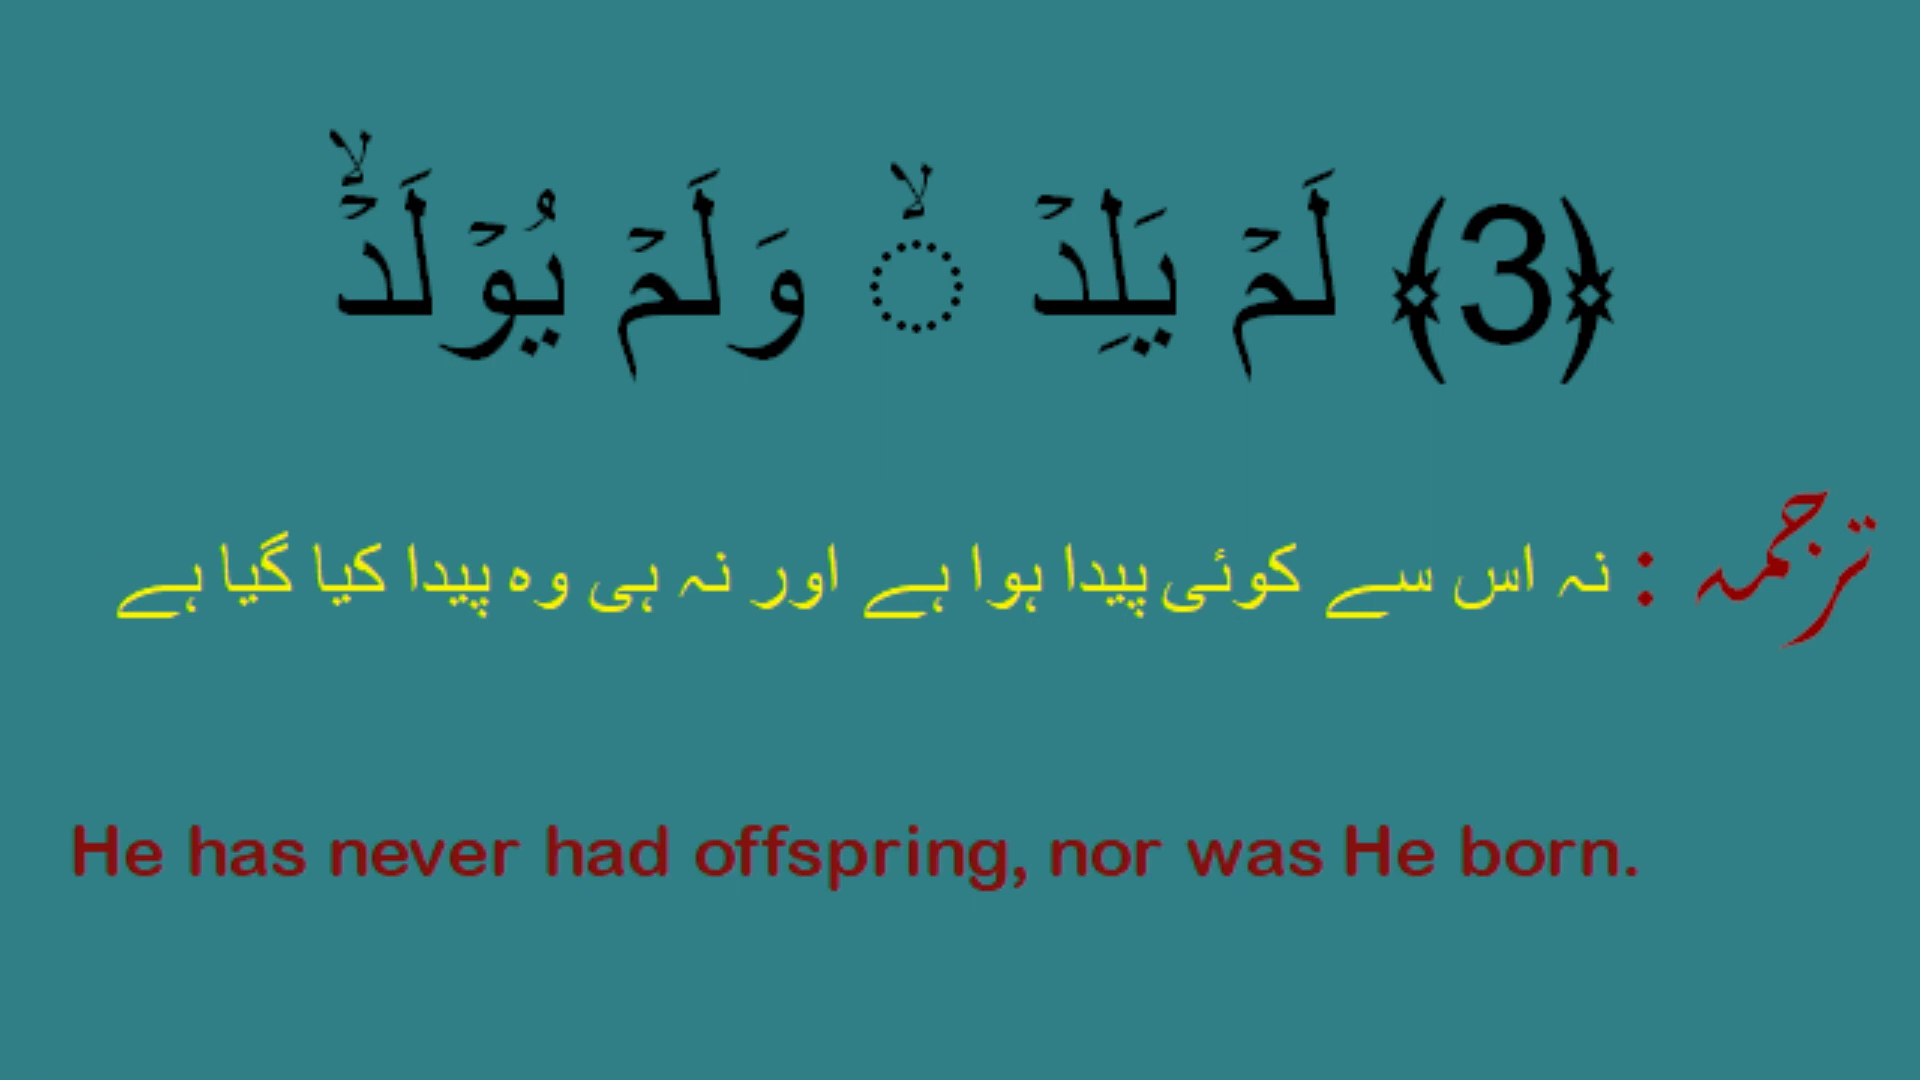 ﴿3﴾ لَمۡ يَلِدۡ ◌ۙ وَلَمۡ يُوۡلَدۡۙ
ترجمہ : نہ اس سے کوئی پیدا ہوا ہے اور نہ ہی وہ پیدا کیا گیا ہے
He has never had offspring, nor was He born.